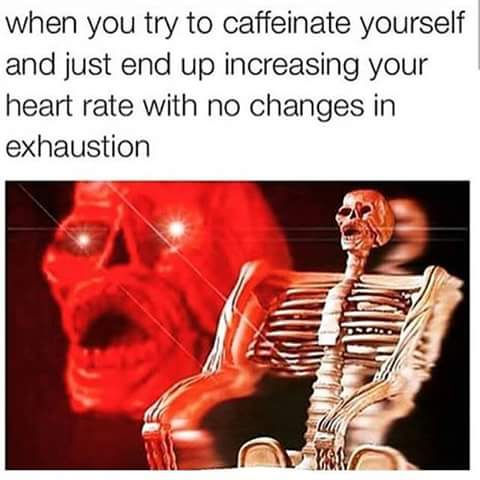 when you try to caffeinate yourself
and just end up increasing your
heart rate with no changes in
exhaustion